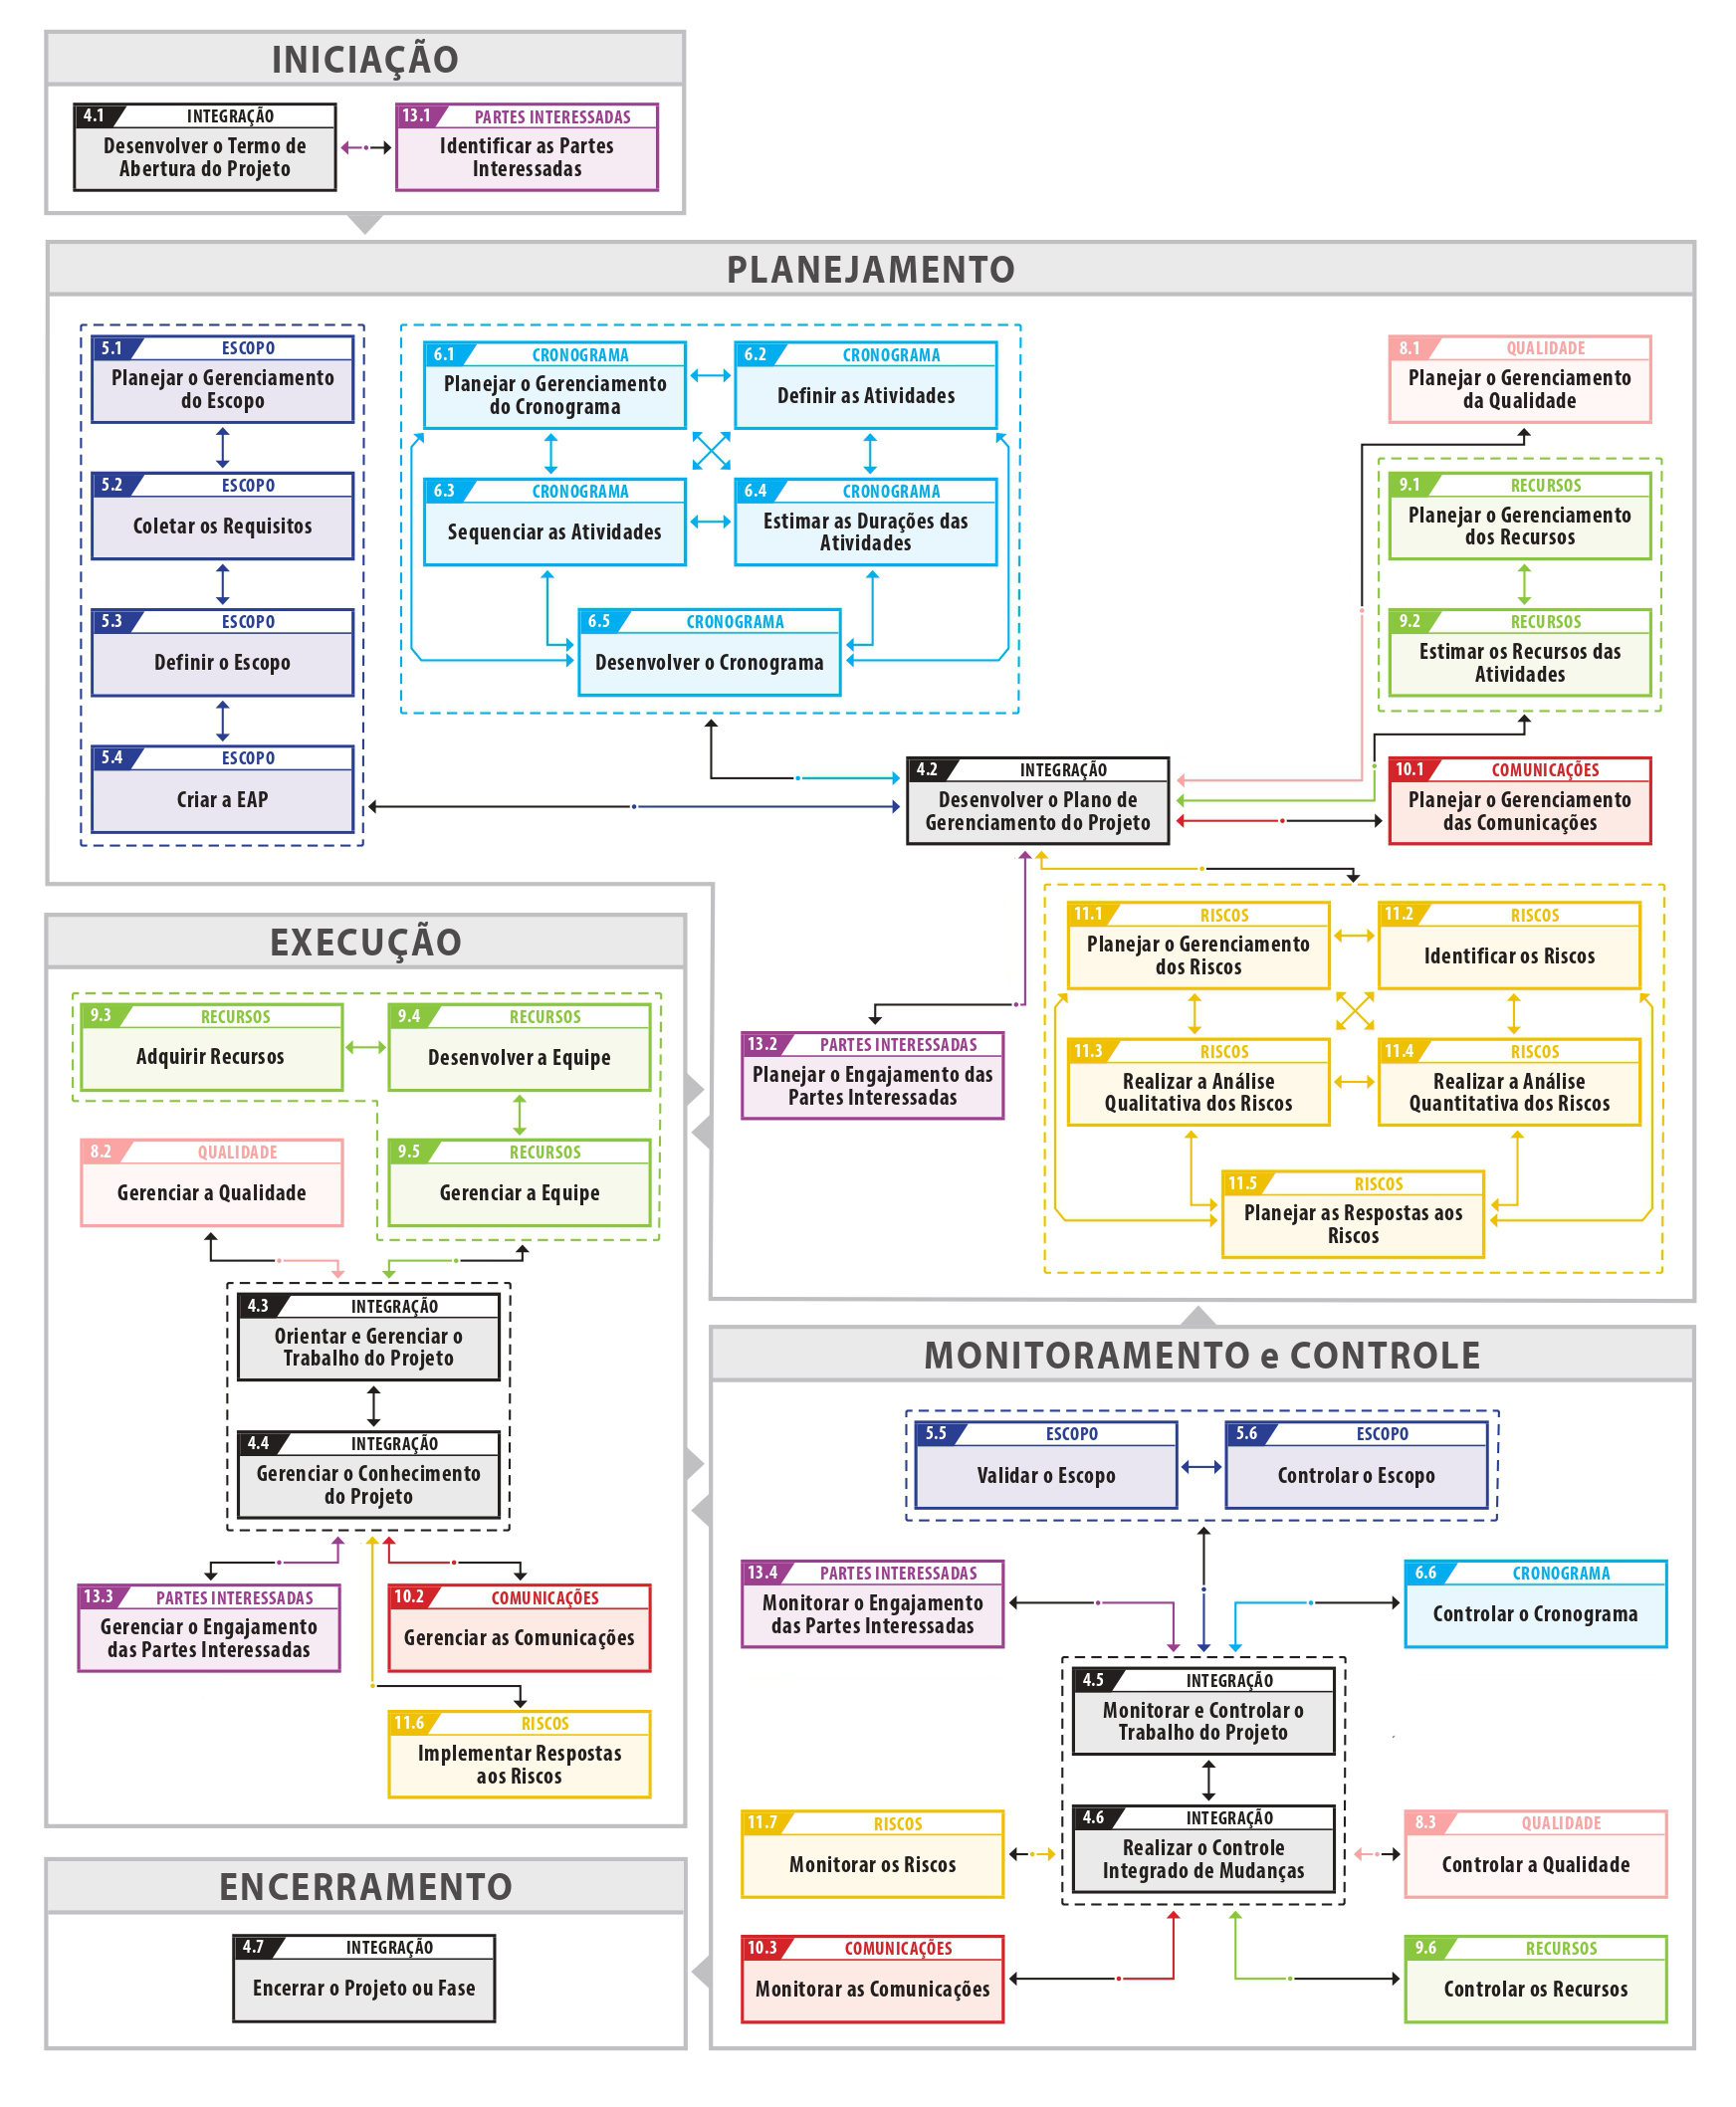 INICIAÇÃO
4.1 INTEGRAÇÃO
Desenvolver o Termo de
Abertura do Projeto
13.1 PARTES INTERESSADAS
Identificar as Partes
Interessadas
PLANEJAMENTO
5.1 ESCOPO
Planejar o Gerenciamento
do Escopo
5.2 ESCOPO
Coletar os Requisitos
5.3 ESCOPO
Definir o Escopo
5.4 ESCOPO
Criar a EAP
6.1 CRONOGRAMA
Planejar o Gerenciamento
do Cronograma
6.2 CRONOGRAMA
Definir as Atividades
6.3 CRONOGRAMA
Sequenciar as Atividades
6.4 CRONOGRAMA
Estimar as Durações das
Atividades
6.5 CRONOGRAMA
Desenvolver o Cronograma
8.1 QUALIDADE
Planejar o Gerenciamento
da Qualidade
9.1 RECURSOS
Planejar o Gerenciamento
dos Recursos
9.2 RECURSOS
Estimar os Recursos das
Atividades
4.2 INTEGRAÇÃO
Desenvolver o Plano de
Gerenciamento do Projeto
10.1 COMUNICAÇÕES
Planejar o Gerenciamento
das Comunicações
11.1 RISCOS
Planejar o Gerenciamento
dos Riscos
11.2 RISCOS
Identificar os Riscos
13.2 PARTES INTERESSADAS
Planejar o Engajamento das
Partes Interessadas
11.3 RISCOS
Realizar a Análise
Qualitativa dos Riscos
11.4 RISCOS
Realizar a Análise
Quantitativa dos Riscos
11.5 RISCOS
Planejar as Respostas aos
Riscos
EXECUÇÃO
9.3 RECURSOS
Adquirir Recursos
9.4 RECURSOS
Desenvolver a Equipe
8.2 QUALIDADE
Gerenciar a Qualidade
9.5 RECURSOS
Gerenciar a Equipe
4.3 INTEGRAÇÃO
Orientar e Gerenciar o
Trabalho do Projeto
4.4 INTEGRAÇÃO
Gerenciar o Conhecimento
do Projeto
13.3 PARTES INTERESSADAS
Gerenciar o Engajamento
das Partes Interessadas
10.2 COMUNICAÇÕES
Gerenciar as Comunicações
11.6 RISCOS
Implementar Respostas
aos Riscos
MONITORAMENTO e CONTROLE
5.5 ESCOPO
Validar o Escopo
5.6 ESCOPO
Controlar o Escopo
13.4 PARTES INTERESSADAS
Monitorar o Engajamento
das Partes Interessadas
6.6 CRONOGRAMA
Controlar o Cronograma
4.5 INTEGRAÇÃO
Monitorar e Controlar o
Trabalho do Projeto
11.7 RISCOS
Monitorar os Riscos
4.6 INTEGRAÇÃO
Realizar o Controle
Integrado de Mudanças
8.3 QUALIDADE
Controlar a Qualidade
10.3 COMUNICAÇÕES
Monitorar as Comunicações
9.6 RECURSOS
Controlar os Recursos
ENCERRAMENTO
4.7 INTEGRAÇÃO
Encerrar o Projeto ou Fase